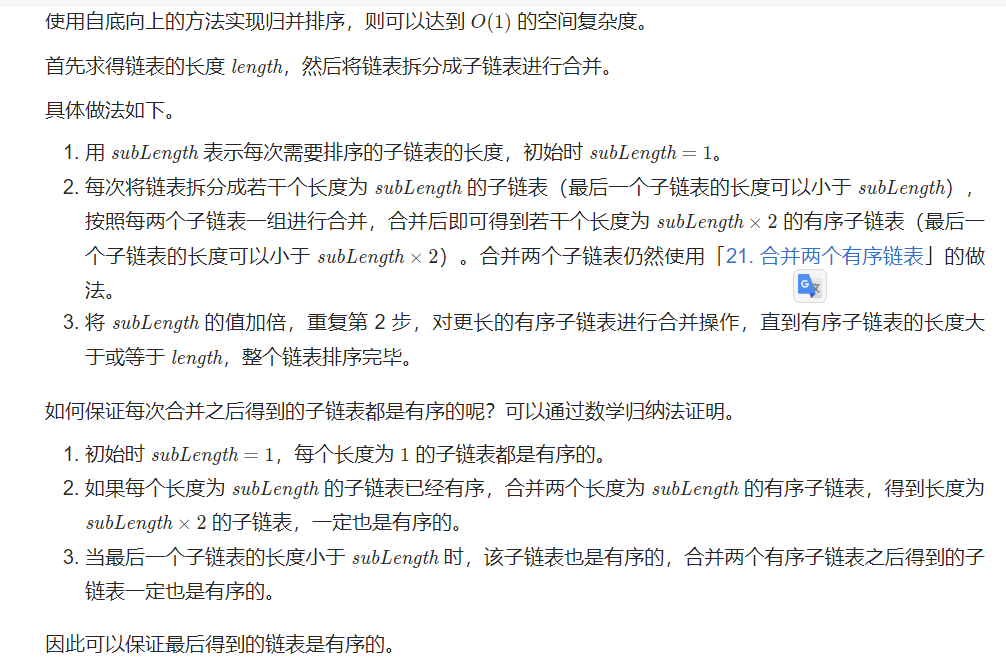 使用自底向上的方法实现归并排序，则可以达到 O(1) 的空间复杂度。
首先求得链表的长度 length，然后将链表拆分成子链表进行合并。
具体做法如下。
1. 用 subLength 表示每次需要排序的子链表的长度，初始时 subLength = 1。
2. 每次将链表拆分成若干个长度为 subLength 的子链表（最后一个子链表的长度可以小于 subLength），
按照每两个子链表一组进行合并，合并后即可得到若干个长度为 subLength × 2 的有序子链表（最后一
个子链表的长度可以小于 subLength × 2）。合并两个子链表仍然使用「21. 合并两个有序链表」的做
法。
3. 将 subLength 的值加倍，重复第 2 步，对更长的有序子链表进行合并操作，直到有序子链表的长度大
于或等于 length，整个链表排序完毕。
如何保证每次合并之后得到的子链表都是有序的呢？可以通过数学归纳法证明。
1. 初始时 subLength = 1，每个长度为 1 的子链表都是有序的。
2. 如果每个长度为 subLength 的子链表已经有序，合并两个长度为 subLength 的有序子链表，得到长度为
subLength × 2 的子链表，一定也是有序的。
3. 当最后一个子链表的长度小于 subLength 时，该子链表也是有序的，合并两个有序子链表之后得到的子
链表一定也是有序的。
因此可以保证最后得到的链表是有序的。